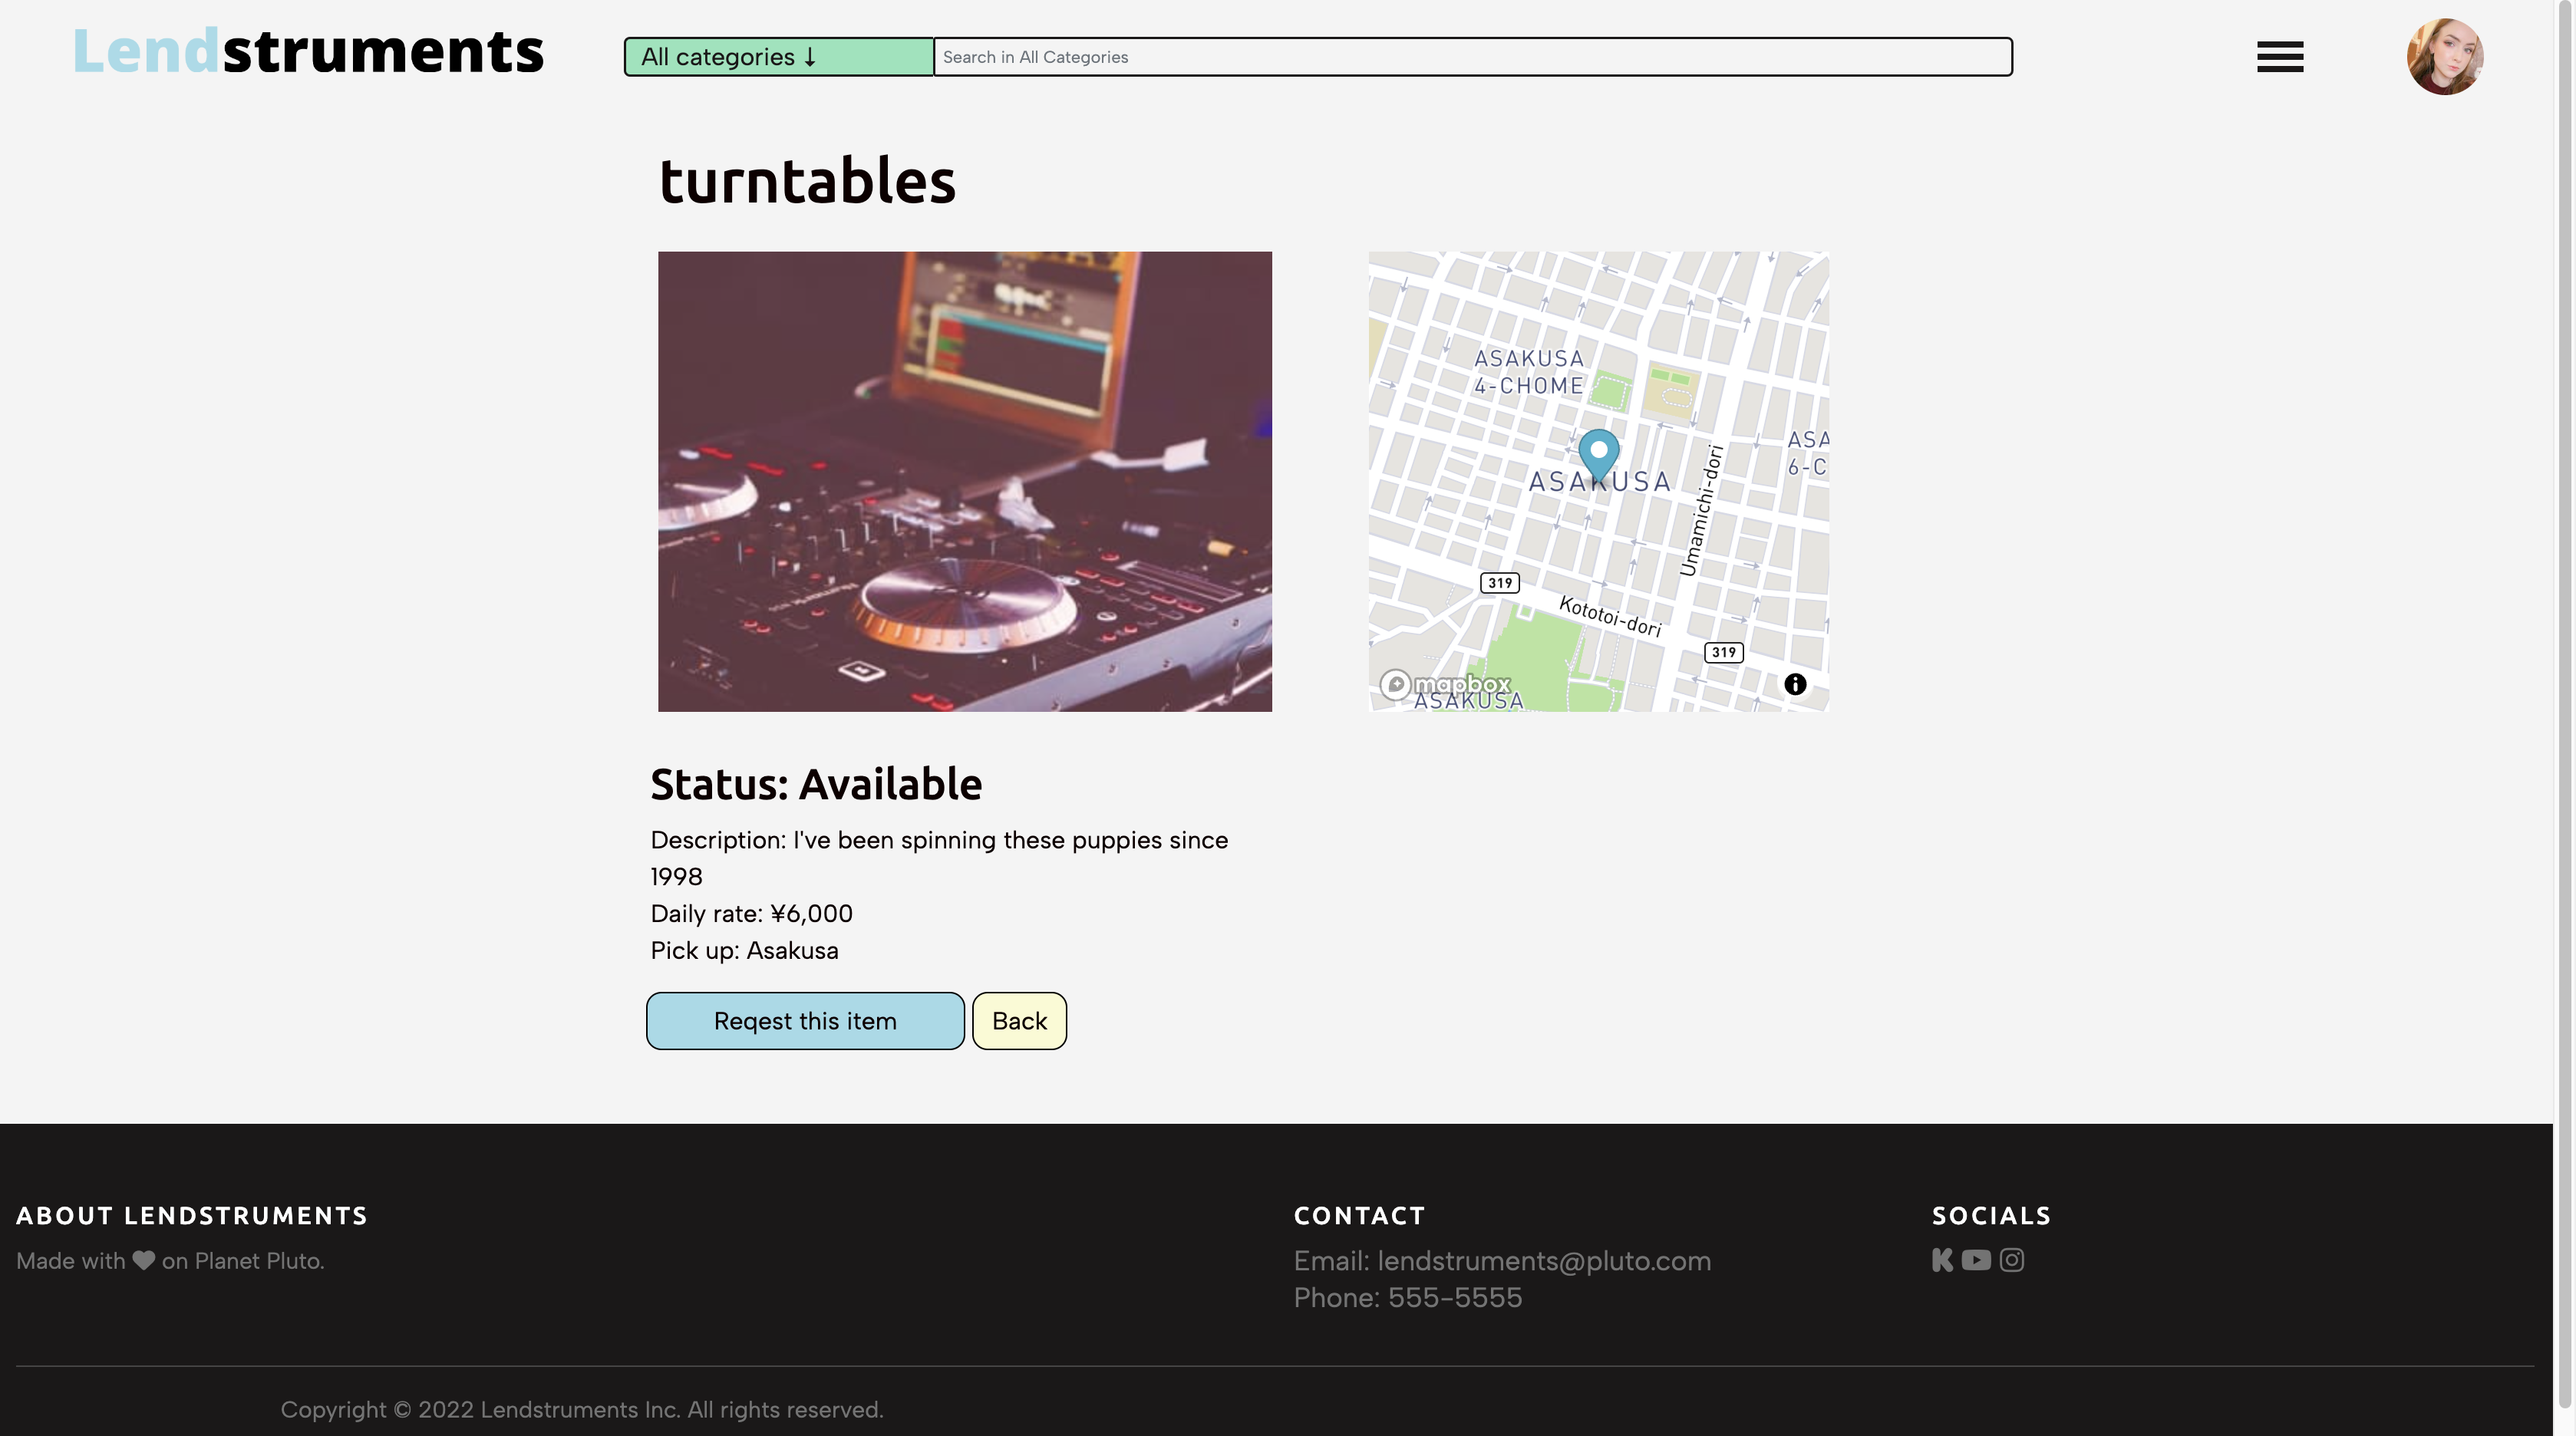 Lendstruments
All categories ↓
Search in All Categories
turntables
ASAKUSA
4-CHOME
ASA
6-C
ASAKUSA
Umamichi-dori
319
Kototoi-dori
319
mapbox
ASAKUSA
Status: Available
Description: I've been spinning these puppies since
1998
Daily rate: ¥6,000
Pick up: Asakusa
Reqest this item
Back
ABOUT LENDSTRUMENTS
Made with ♥ on Planet Pluto.
CONTACT
Email: lendstruments@pluto.com
Phone: 555-5555
SOCIALS
Copyright © 2022 Lendstruments Inc. All rights reserved.